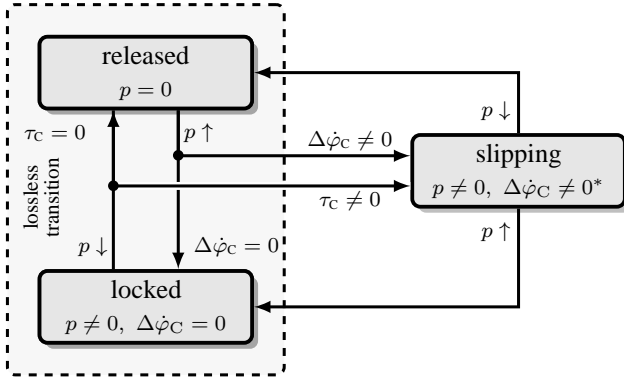 released
p = 0
τ_C = 0
p ↑
p ↓
Δφ̇_C ≠ 0
slipping
p ≠ 0, Δφ̇_C ≠ 0*
lossless
transition
τ_C ≠ 0
p ↓
Δφ̇_C = 0
p ↑
locked
p ≠ 0, Δφ̇_C = 0